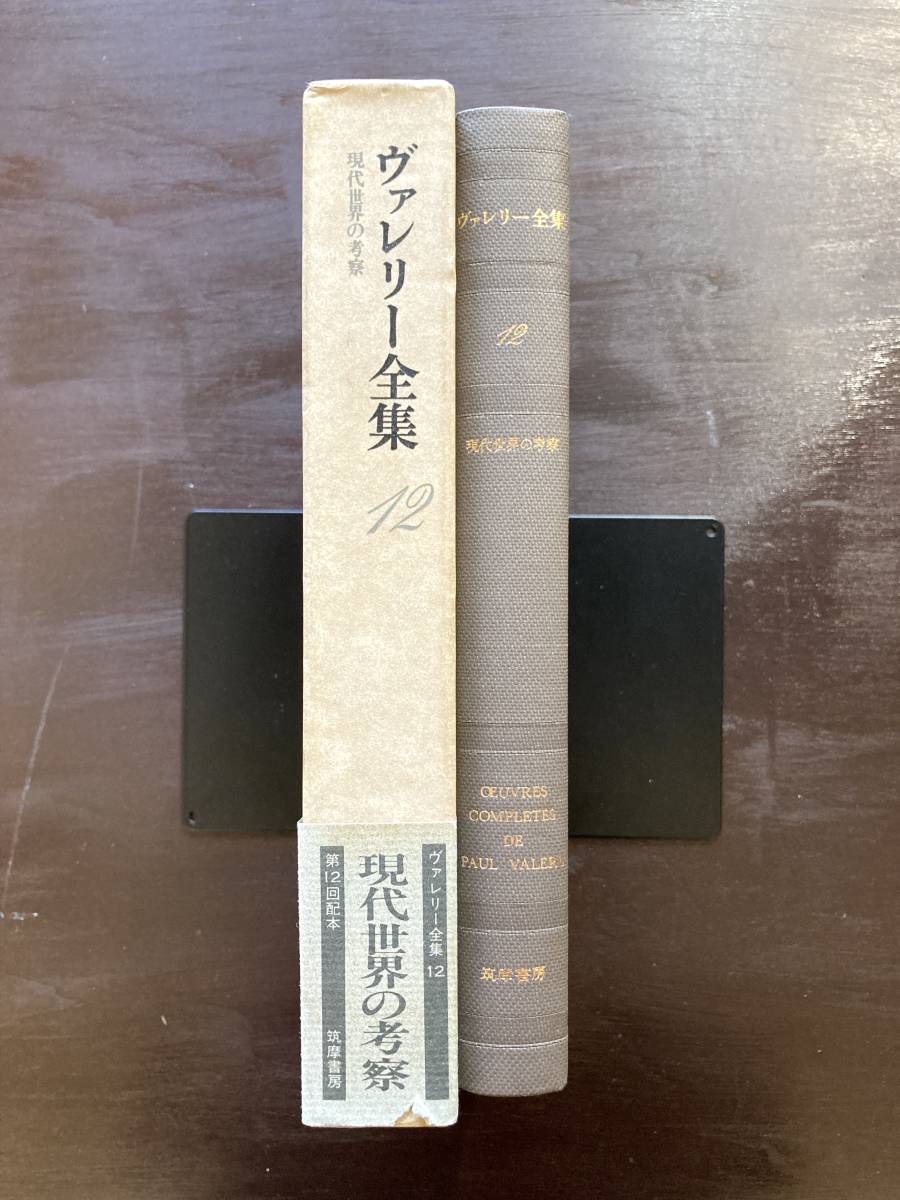 ヴァレリー全集
現代世界の考察
12
ヴァレリー全集 12
現代世界の考察
第12回配本
筑摩書房
ヴァレリー全集
12
現代世界の考察
ŒUVRES
COMPLETES
DE
PAUL VALERY
筑摩書房